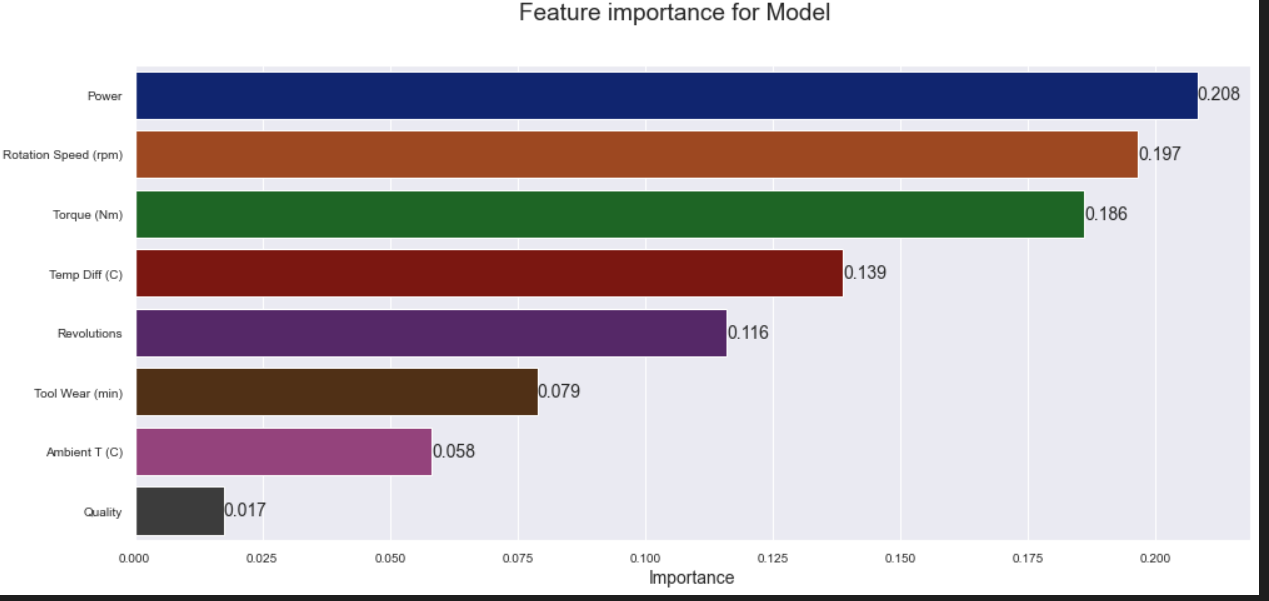 Feature importance for Model
Power 0.208
Rotation Speed (rpm) 0.197
Torque (Nm) 0.186
Temp Diff (C) 0.139
Revolutions 0.116
Tool Wear (min) 0.079
Ambient T (C) 0.058
Quality 0.017
0.000 0.025 0.050 0.075 0.100 0.125 0.150 0.175 0.200
Importance